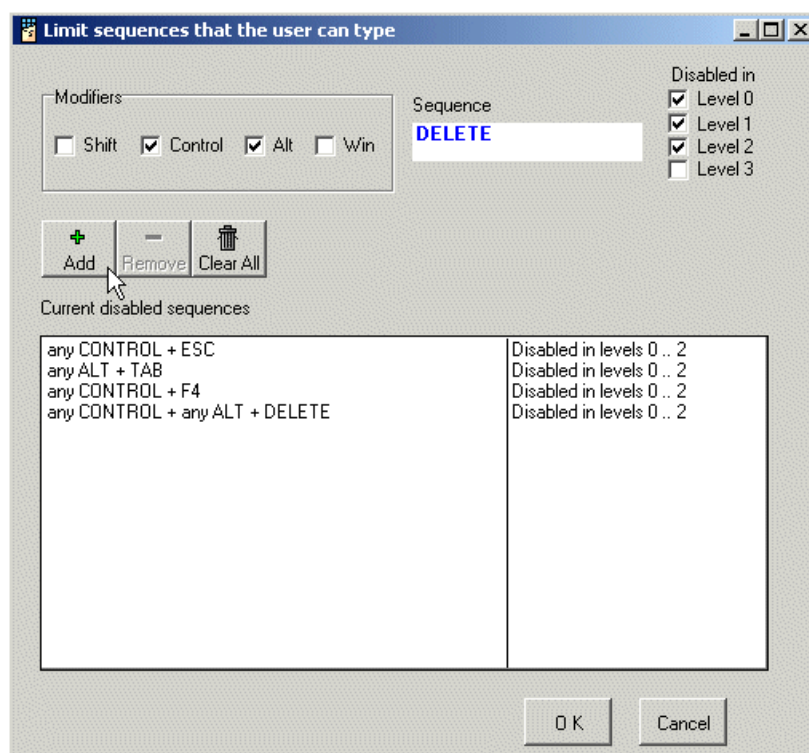 Limit sequences that the user can type
Modifiers
Shift Control Alt Win
Sequence
DELETE
Disabled in
Level 0
Level 1
Level 2
Level 3
Add Remove Clear All
Current disabled sequences
any CONTROL + ESC Disabled in levels 0 .. 2
any ALT + TAB Disabled in levels 0 .. 2
any CONTROL + F4 Disabled in levels 0 .. 2
any CONTROL + any ALT + DELETE Disabled in levels 0 .. 2
O K Cancel